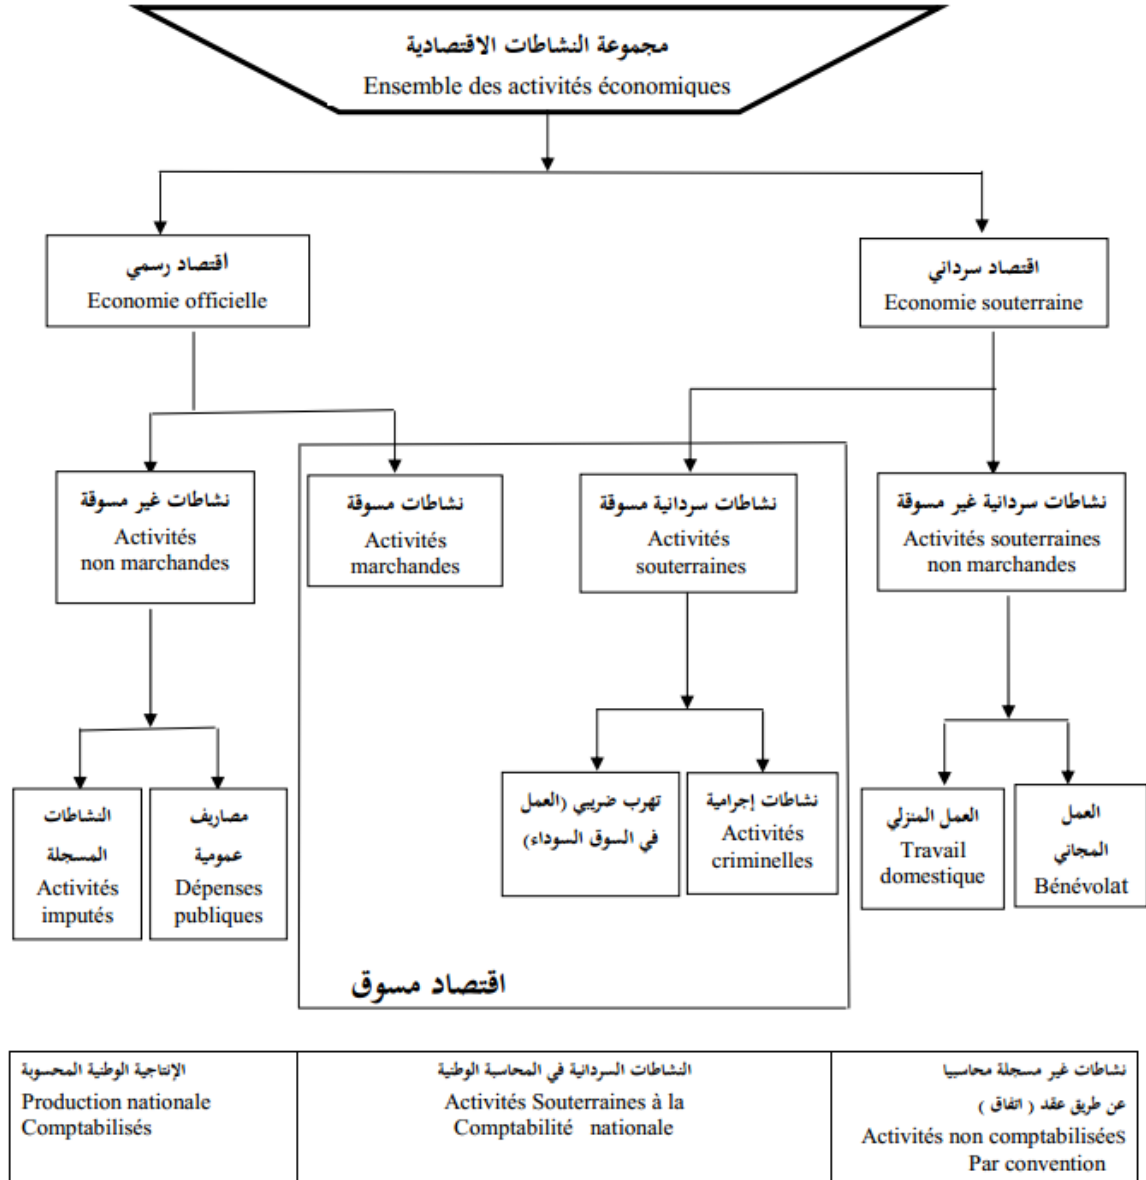 مجموعة النشاطات الاقتصادية
Ensemble des activités économiques
أقتصاد رسمي
Economie officielle
اقتصاد سرداني
Economie souterraine
نشاطات غير مسوقة
Activités
non marchandes
نشاطات مسوقة
Activités
marchandes
نشاطات سردانية مسوقة
Activités
souterraines
نشاطات سردانية غير مسوقة
Activités souterraines
non marchandes
النشاطات
المسجلة
Activités
imputés
مصاريف
عمومية
Dépenses
publiques
تهرب ضريبي (العمل
في السوق السوداء)
نشاطات إجرامية
Activités
criminelles
العمل المنزلي
Travail
domestique
العمل
المجاني
Bénévolat
اقتصاد مسوق
الإنتاجية الوطنية المحسوبة
Production nationale
Comptabilisés
النشاطات السردانية في المحاسبة الوطنية
Activités Souterraines à la
Comptabilité nationale
نشاطات غير مسجلة محاسبيا
عن طريق عقد ( اتفاق )
Activités non comptabiliséeS
Par convention